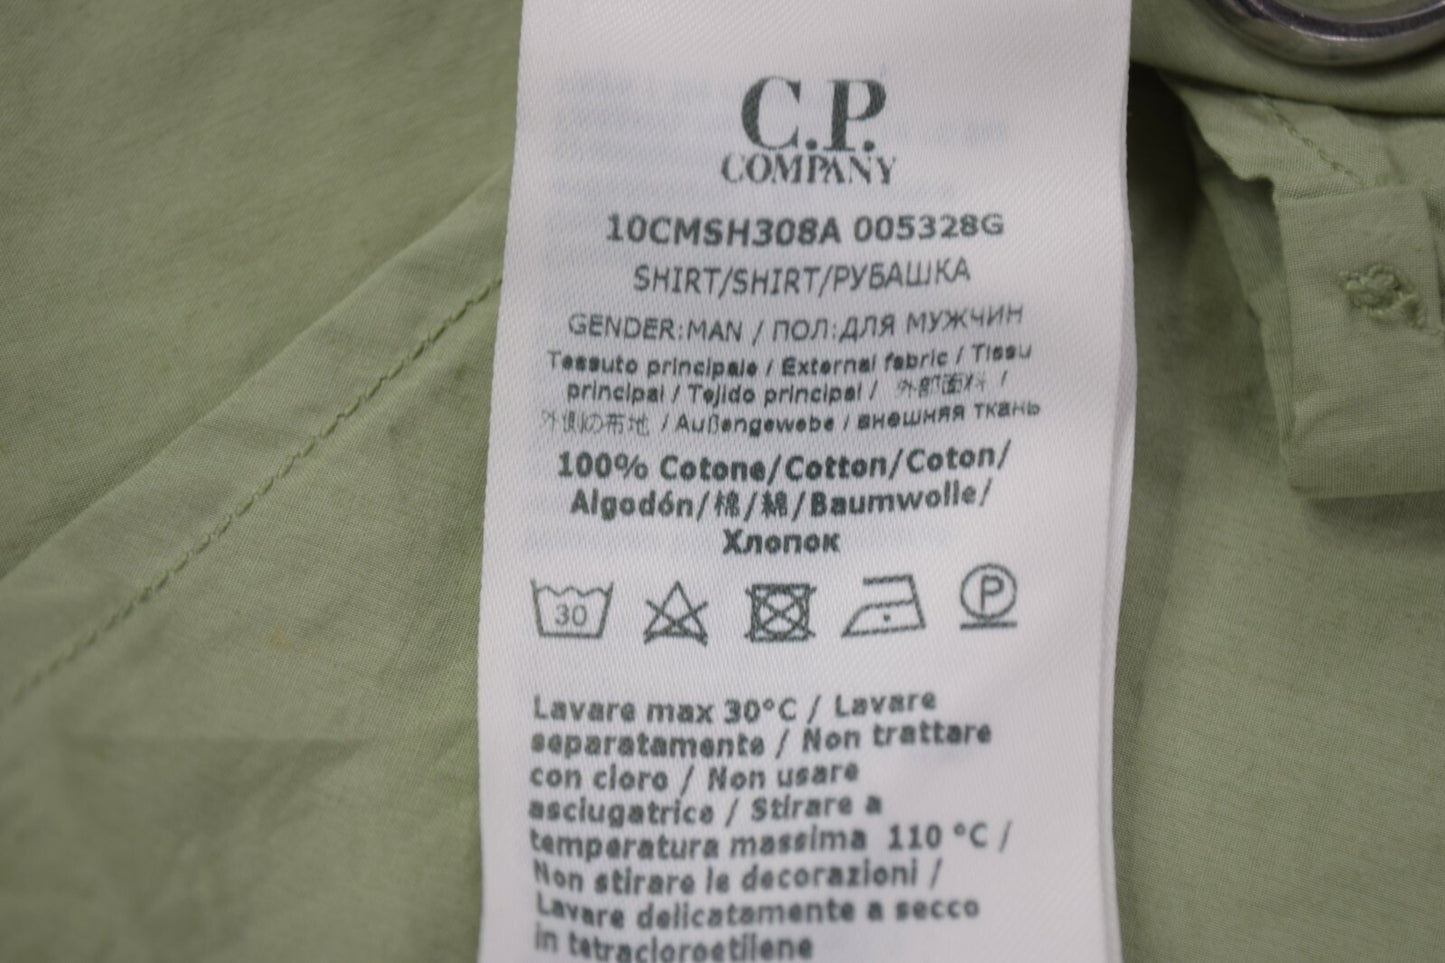 C.P.
COMPANY
10CMSH308A 005328G
SHIRT/SHIRT/РУБАШКА
GENDER:MAN / ПОЛ:ДЛЯ МУЖЧИН
Tessuto principale / External fabric / Tissu
principal / Tejido principal / 外部面料 /
外側の布地 / Außengewebe / внешняя ткань
100% Cotone/Cotton/Coton/
Algodón/棉/綿/Baumwolle/
Хлопок
30 P
Lavare max 30°C / Lavare
separatamente / Non trattare
con cloro / Non usare
asciugatrice / Stirare a
temperatura massima 110 °C /
Non stirare le decorazioni /
Lavare delicatamente a secco
in tetracloroetilene